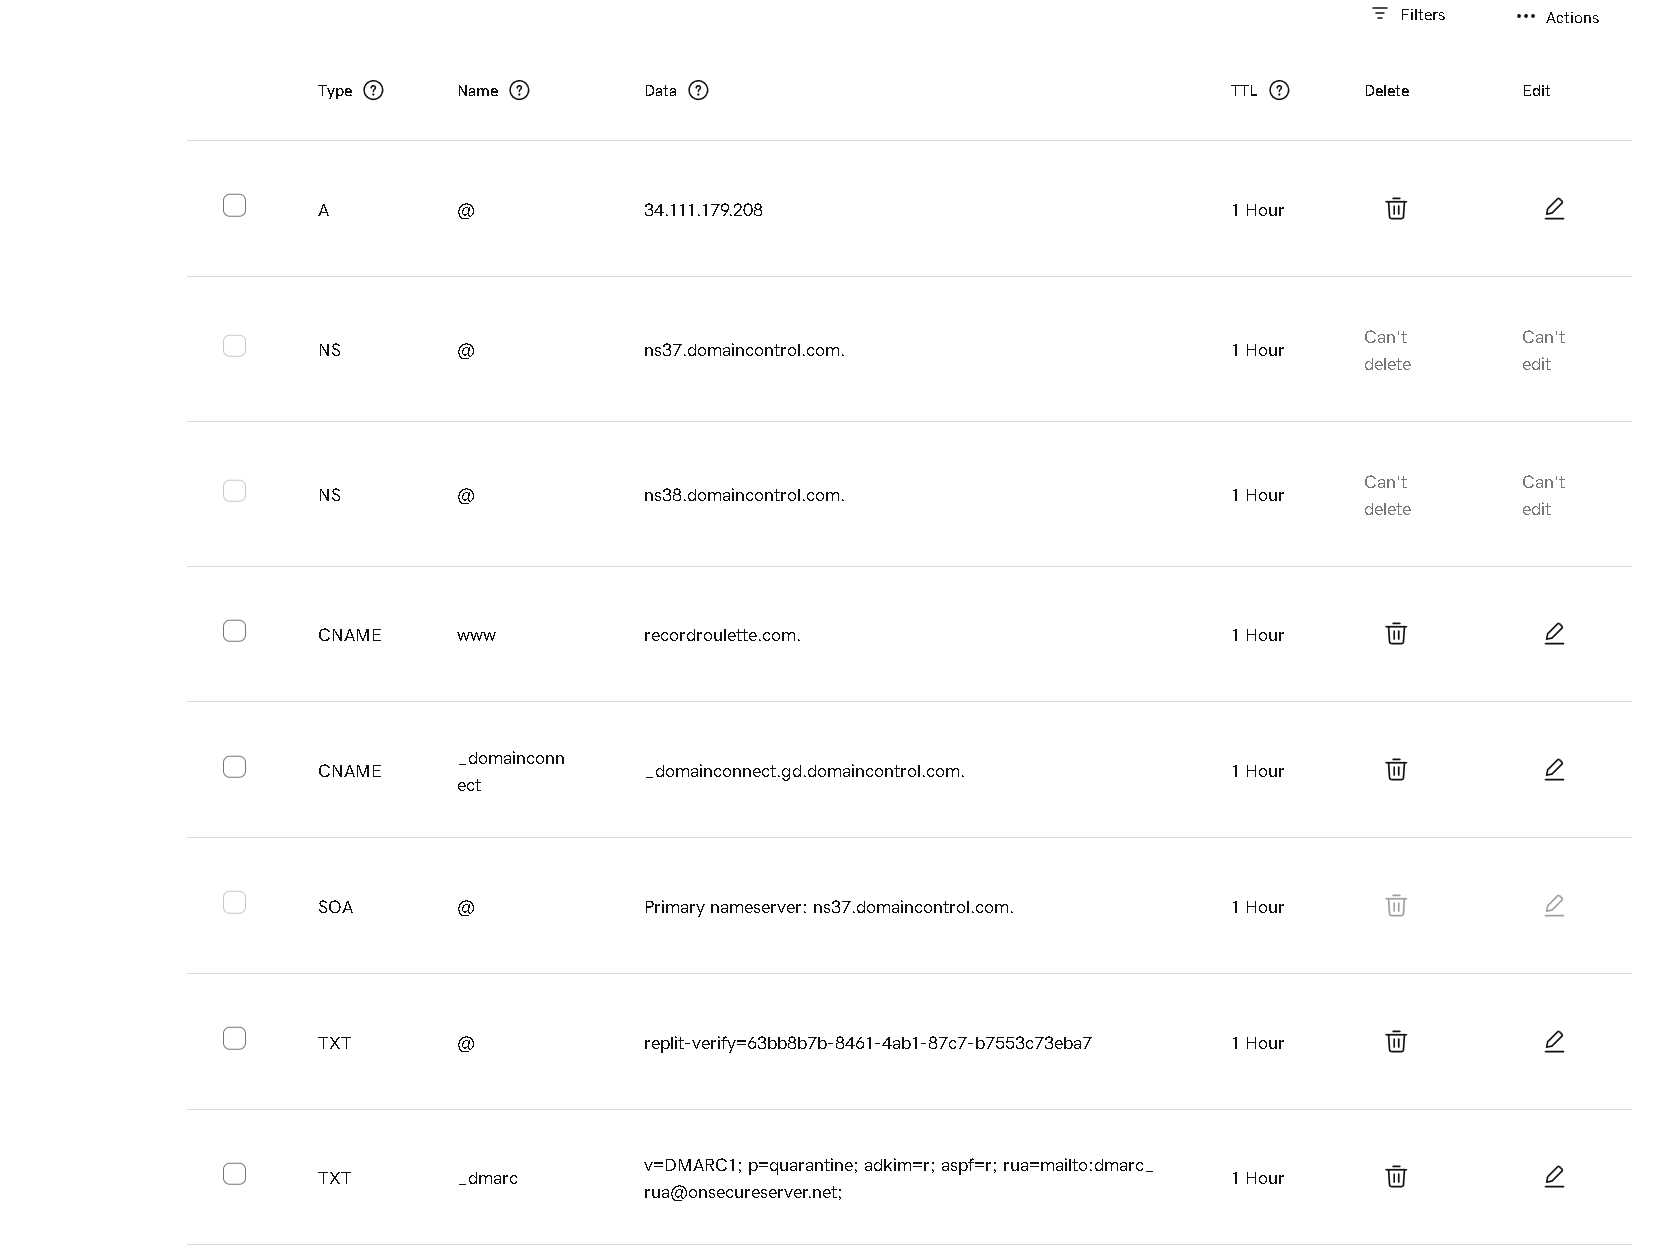 Filters Actions
Type Name Data TTL Delete Edit
A @ 34.111.179.208 1 Hour
NS @ ns37.domaincontrol.com. 1 Hour Can't delete Can't edit
NS @ ns38.domaincontrol.com. 1 Hour Can't delete Can't edit
CNAME www recordroulette.com. 1 Hour
CNAME _domainconn
ect _domainconnect.gd.domaincontrol.com. 1 Hour
SOA @ Primary nameserver: ns37.domaincontrol.com. 1 Hour
TXT @ replit-verify=63bb8b7b-8461-4ab1-87c7-b7553c73eba7 1 Hour
TXT _dmarc v=DMARC1; p=quarantine; adkim=r; aspf=r; rua=mailto:dmarc_
rua@onsecureserver.net; 1 Hour